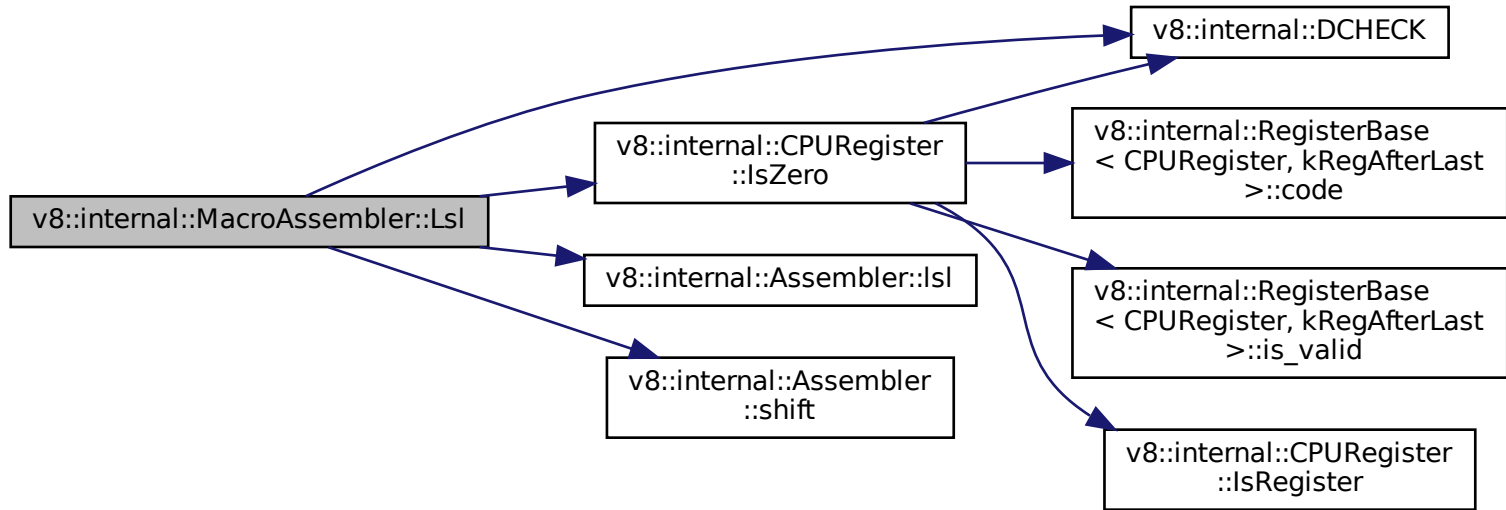 v8::internal::MacroAssembler::Lsl
v8::internal::DCHECK
v8::internal::CPURegister
::IsZero
v8::internal::RegisterBase
< CPURegister, kRegAfterLast
>::code
v8::internal::RegisterBase
< CPURegister, kRegAfterLast
>::is_valid
v8::internal::CPURegister
::IsRegister
v8::internal::Assembler::lsl
v8::internal::Assembler
::shift